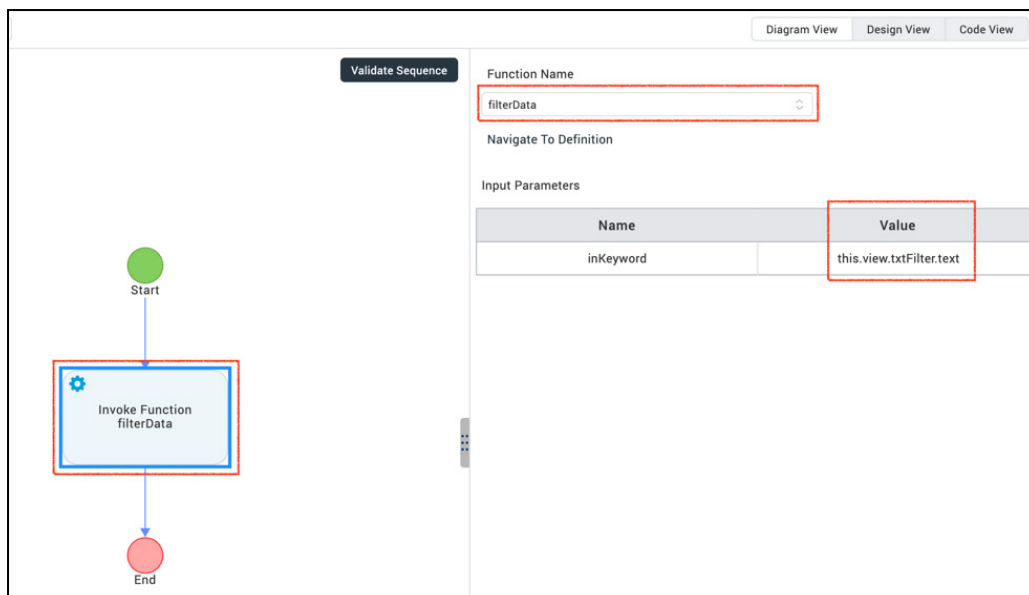 Diagram View Design View Code View
Validate Sequence
Function Name
filterData
Navigate To Definition
Input Parameters
Name Value
inKeyword this.view.txtFilter.text
Start
Invoke Function
filterData
End